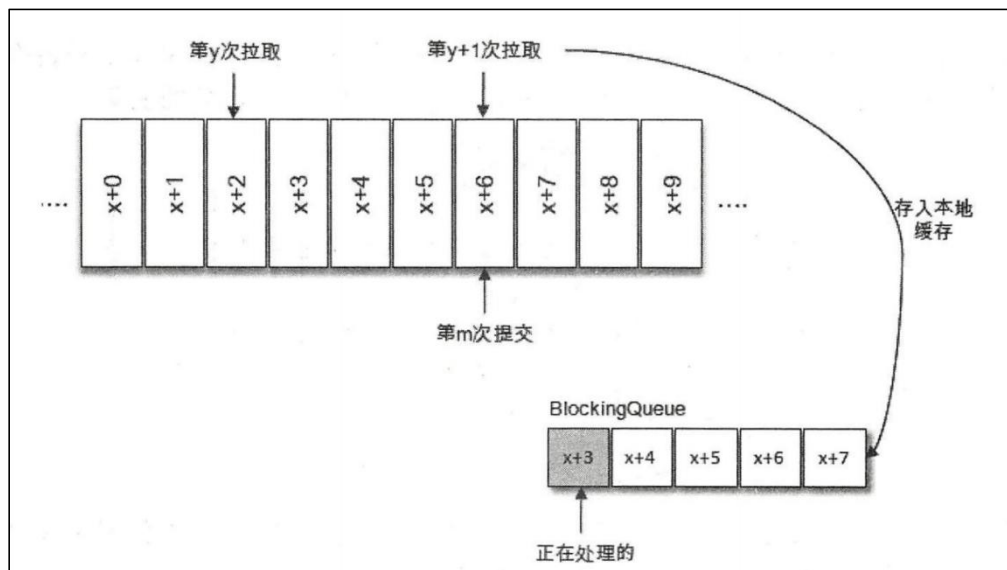 第y次拉取
第y+1次拉取
....
x+0
x+1
x+2
x+3
x+4
x+5
x+6
x+7
x+8
x+9
....
存入本地
缓存
第m次提交
BlockingQueue
x+3
x+4
x+5
x+6
x+7
正在处理的